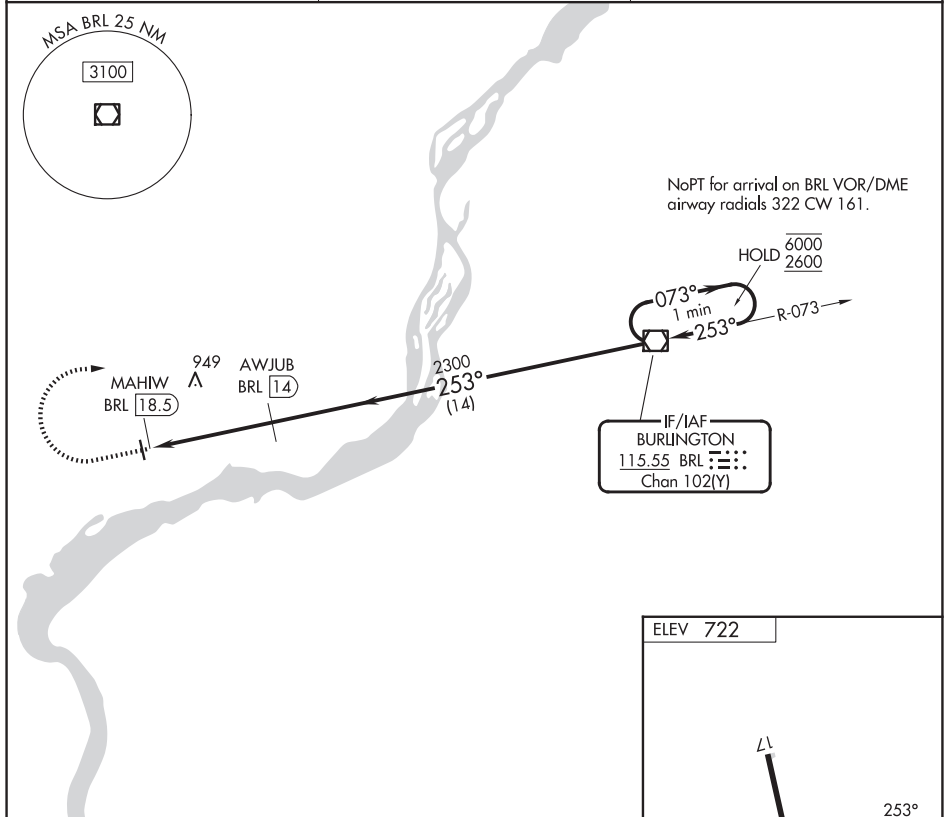 MSA BRL 25 NM
3100
NoPT for arrival on BRL VOR/DME
airway radials 322 CW 161.
HOLD 6000
2600
073°
1 min
253°
R-073
949
MAHIW
BRL 18.5
AWJUB
BRL 14
2300
253°
(14)
IF/IAF
BURLINGTON
115.55 BRL
Chan 102(Y)
ELEV 722
17
253°